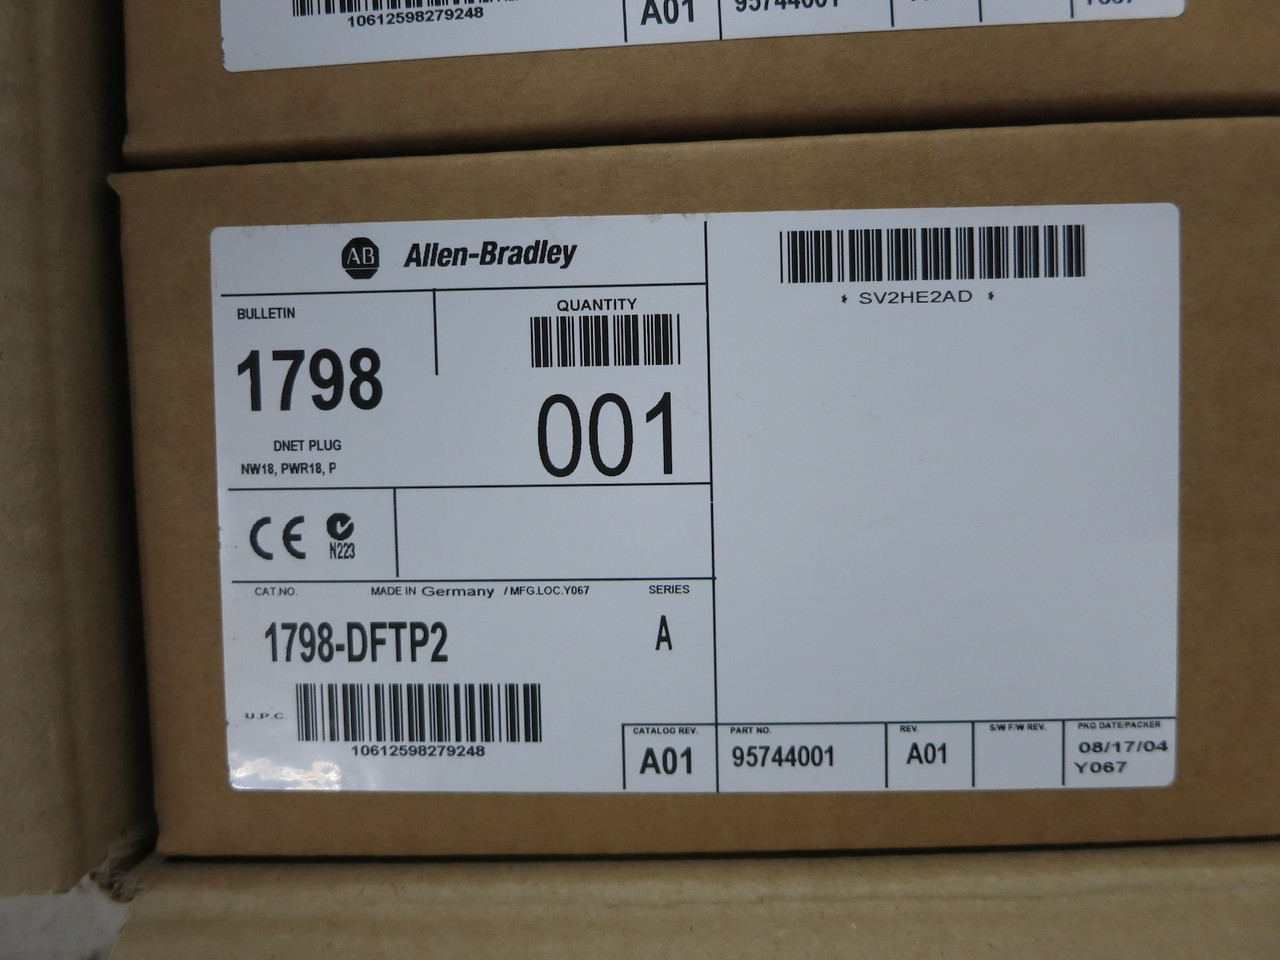 10612598279248
A01
95744001
AB Allen-Bradley
* SV2HE2AD *
BULLETIN
QUANTITY
1798
001
DNET PLUG
NW18, PWR18, P
CE N223
CAT.NO. MADE IN Germany / MFG.LOC.Y067 SERIES
1798-DFTP2 A
U.P.C.
10612598279248
CATALOG REV. PART NO. REV. S/W F/W REV. PKG DATE/PACKER
A01 95744001 A01 08/17/04
Y067